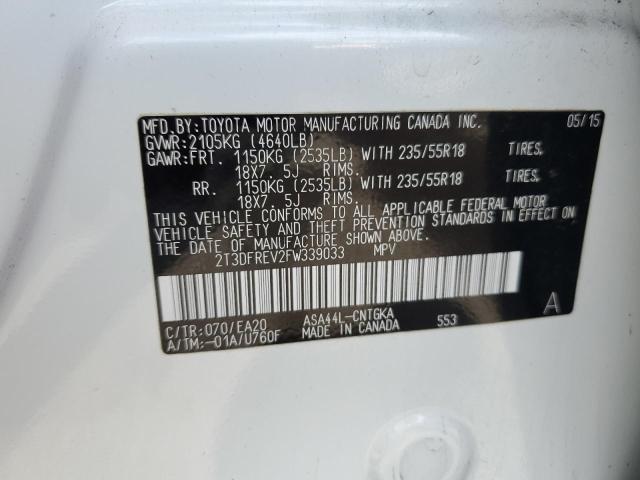 MFD.BY:TOYOTA MOTOR MANUFACTURING CANADA INC. 05/15
GVWR:2105KG (4640LB)
GAWR:FRT. 1150KG (2535LB) WITH 235/55R18 TIRES.
18X7.5J RIMS.
RR. 1150KG (2535LB) WITH 235/55R18 TIRES.
18X7.5J RIMS.
THIS VEHICLE CONFORMS TO ALL APPLICABLE FEDERAL MOTOR
VEHICLE SAFETY AND THEFT PREVENTION STANDARDS IN EFFECT ON
THE DATE OF MANUFACTURE SHOWN ABOVE.
2T3DFREV2FW339033 MPV
C/TR:070/EA20 ASA44L-CNTGKA 553 A
A/TM:-01A/U760F MADE IN CANADA